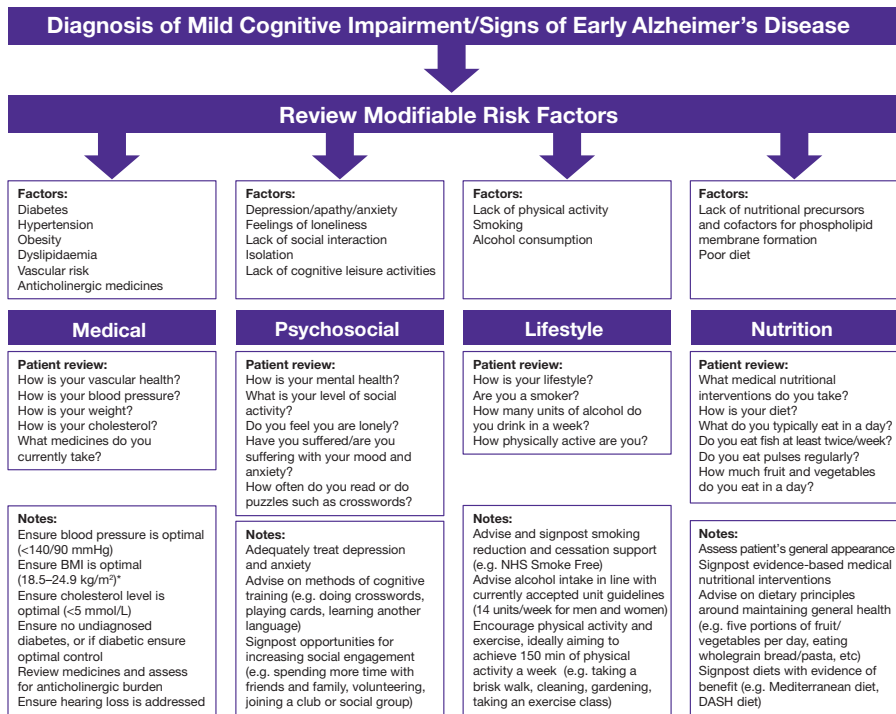 Diagnosis of Mild Cognitive Impairment/Signs of Early Alzheimer's Disease
Review Modifiable Risk Factors
Factors:
Diabetes
Hypertension
Obesity
Dyslipidaemia
Vascular risk
Anticholinergic medicines
Factors:
Depression/apathy/anxiety
Feelings of loneliness
Lack of social interaction
Isolation
Lack of cognitive leisure activities
Factors:
Lack of physical activity
Smoking
Alcohol consumption
Factors:
Lack of nutritional precursors
and cofactors for phospholipid
membrane formation
Poor diet
Medical
Psychosocial
Lifestyle
Nutrition
Patient review:
How is your vascular health?
How is your blood pressure?
How is your weight?
How is your cholesterol?
What medicines do you
currently take?
Patient review:
How is your mental health?
What is your level of social
activity?
Do you feel you are lonely?
Have you suffered/are you
suffering with your mood and
anxiety?
How often do you read or do
puzzles such as crosswords?
Patient review:
How is your lifestyle?
Are you a smoker?
How many units of alcohol do
you drink in a week?
How physically active are you?
Patient review:
What medical nutritional
interventions do you take?
How is your diet?
What do you typically eat in a day?
Do you eat fish at least twice/week?
Do you eat pulses regularly?
How much fruit and vegetables
do you eat in a day?
Notes:
Ensure blood pressure is optimal
(<140/90 mmHg)
Ensure BMI is optimal
(18.5–24.9 kg/m²)*
Ensure cholesterol level is
optimal (<5 mmol/L)
Ensure no undiagnosed
diabetes, or if diabetic ensure
optimal control
Review medicines and assess
for anticholinergic burden
Ensure hearing loss is addressed
Notes:
Adequately treat depression
and anxiety
Advise on methods of cognitive
training (e.g. doing crosswords,
playing cards, learning another
language)
Signpost opportunities for
increasing social engagement
(e.g. spending more time with
friends and family, volunteering,
joining a club or social group)
Notes:
Advise and signpost smoking
reduction and cessation support
(e.g. NHS Smoke Free)
Advise alcohol intake in line with
currently accepted unit guidelines
(14 units/week for men and women)
Encourage physical activity and
exercise, ideally aiming to
achieve 150 min of physical
activity a week (e.g. taking a
brisk walk, cleaning, gardening,
taking an exercise class)
Notes:
Assess patient's general appearance
Signpost evidence-based medical
nutritional interventions
Advise on dietary principles
around maintaining general health
(e.g. five portions of fruit/
vegetables per day, eating
wholegrain bread/pasta, etc)
Signpost diets with evidence of
benefit (e.g. Mediterranean diet,
DASH diet)